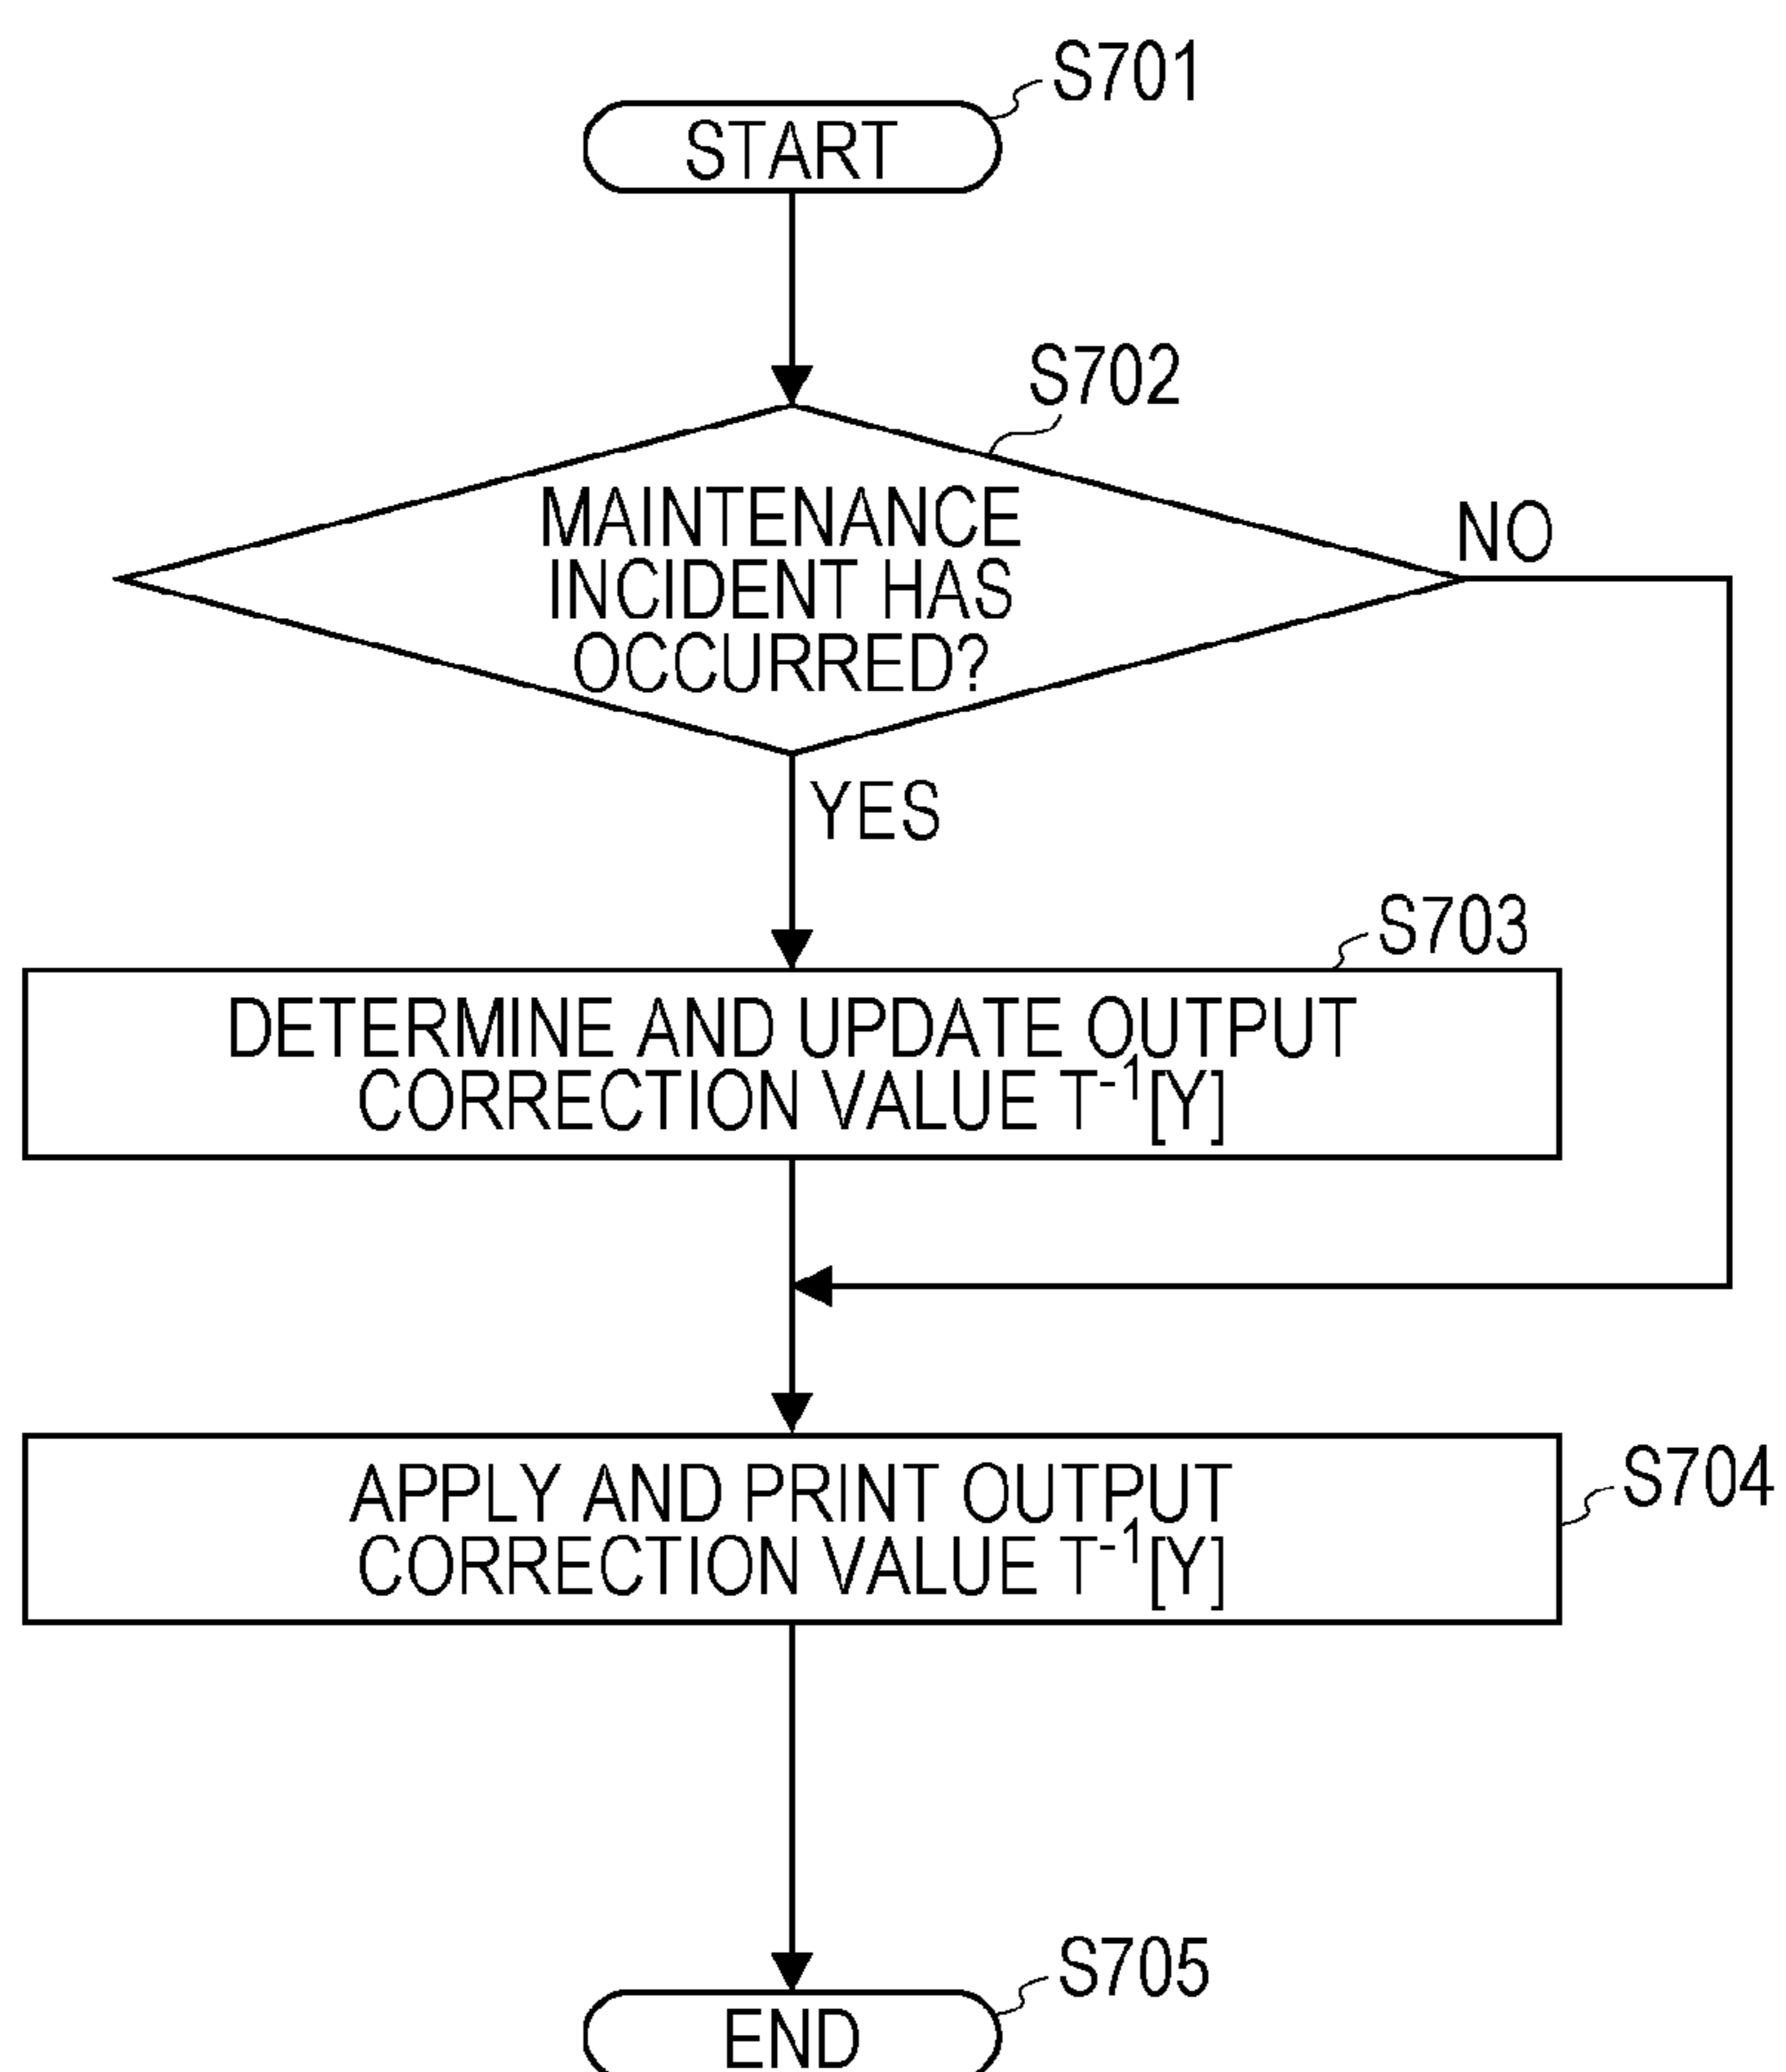 S701
START
S702
MAINTENANCE
INCIDENT HAS
OCCURRED?
NO
YES
S703
DETERMINE AND UPDATE OUTPUT
CORRECTION VALUE T⁻¹[Y]
APPLY AND PRINT OUTPUT
CORRECTION VALUE T⁻¹[Y]
S704
S705
END